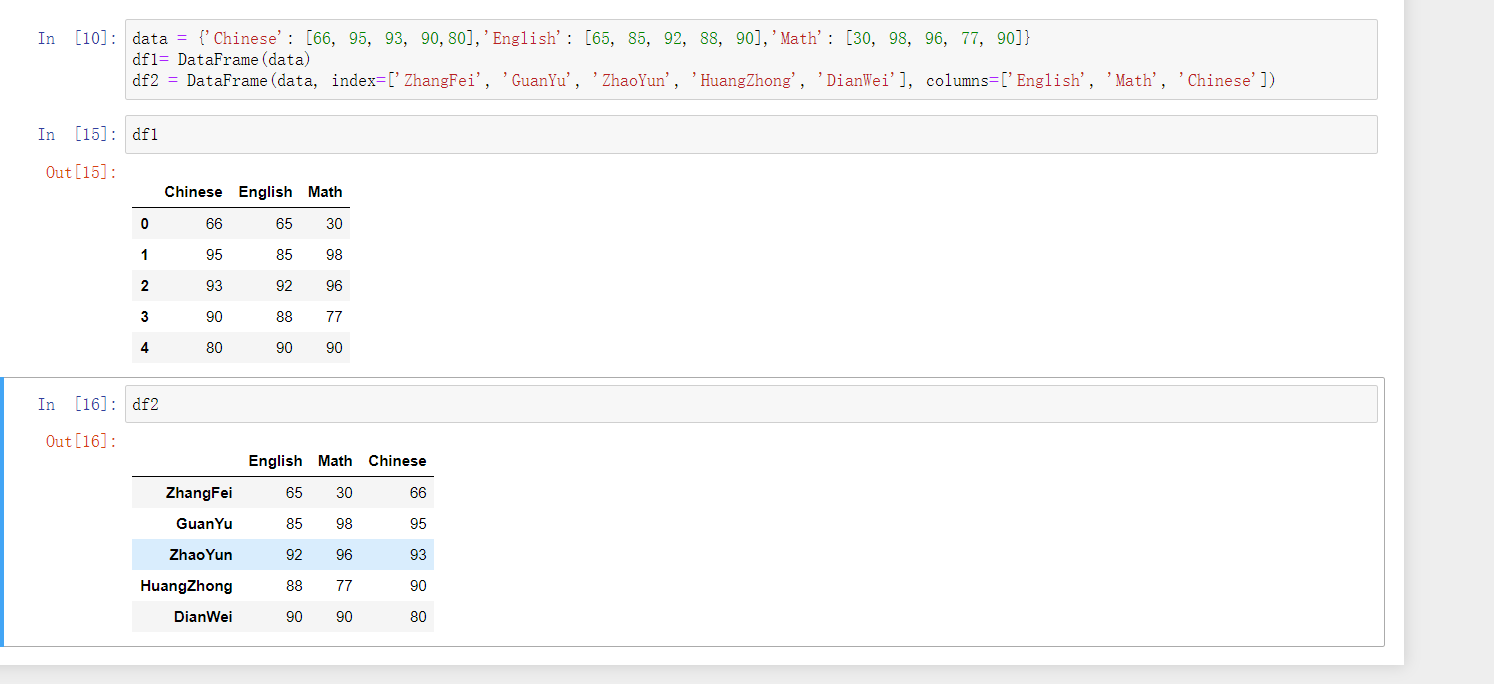 In [10]: data = {'Chinese': [66, 95, 93, 90,80],'English': [65, 85, 92, 88, 90],'Math': [30, 98, 96, 77, 90]}
df1= DataFrame(data)
df2 = DataFrame(data, index=['ZhangFei', 'GuanYu', 'ZhaoYun', 'HuangZhong', 'DianWei'], columns=['English', 'Math', 'Chinese'])
In [15]: df1
Out[15]:
Chinese English Math
0 66 65 30
1 95 85 98
2 93 92 96
3 90 88 77
4 80 90 90
In [16]: df2
Out[16]:
English Math Chinese
ZhangFei 65 30 66
GuanYu 85 98 95
ZhaoYun 92 96 93
HuangZhong 88 77 90
DianWei 90 90 80